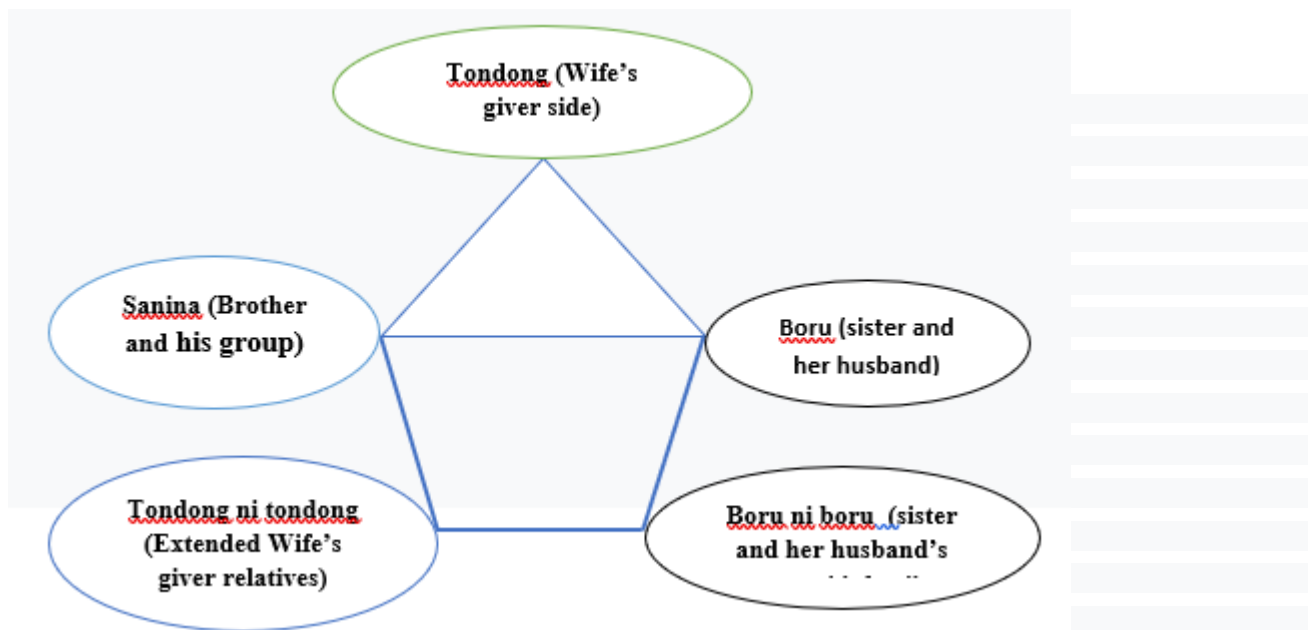 Tondong (Wife's
giver side)
Sanina (Brother
and his group)
Boru (sister and
her husband)
Tondong ni tondong
(Extended Wife's
giver relatives)
Boru ni boru (sister
and her husband's